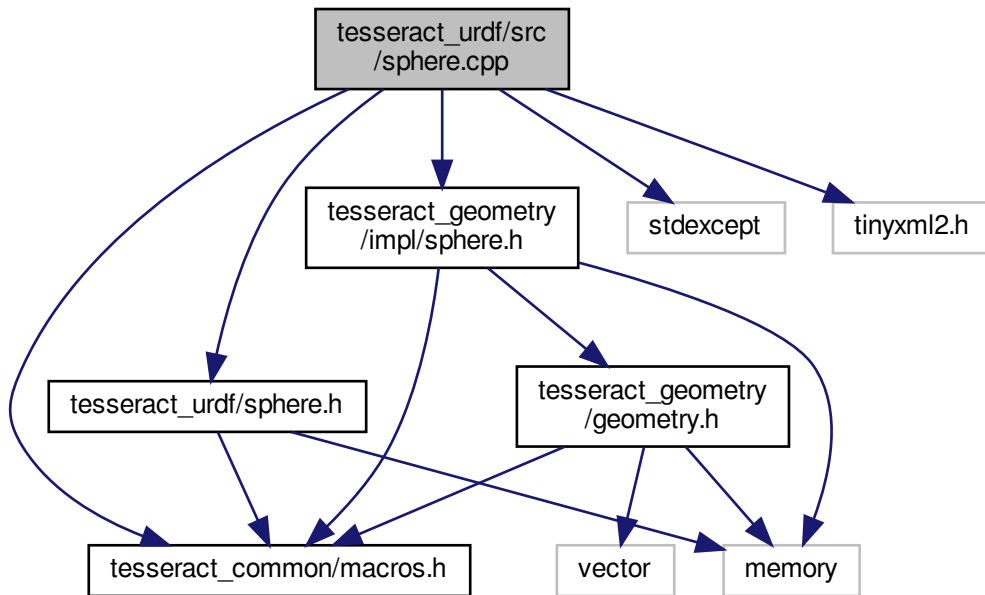 tesseract_urdf/src
/sphere.cpp
tesseract_geometry
/impl/sphere.h
stdexcept
tinyxml2.h
tesseract_urdf/sphere.h
tesseract_geometry
/geometry.h
tesseract_common/macros.h
vector
memory